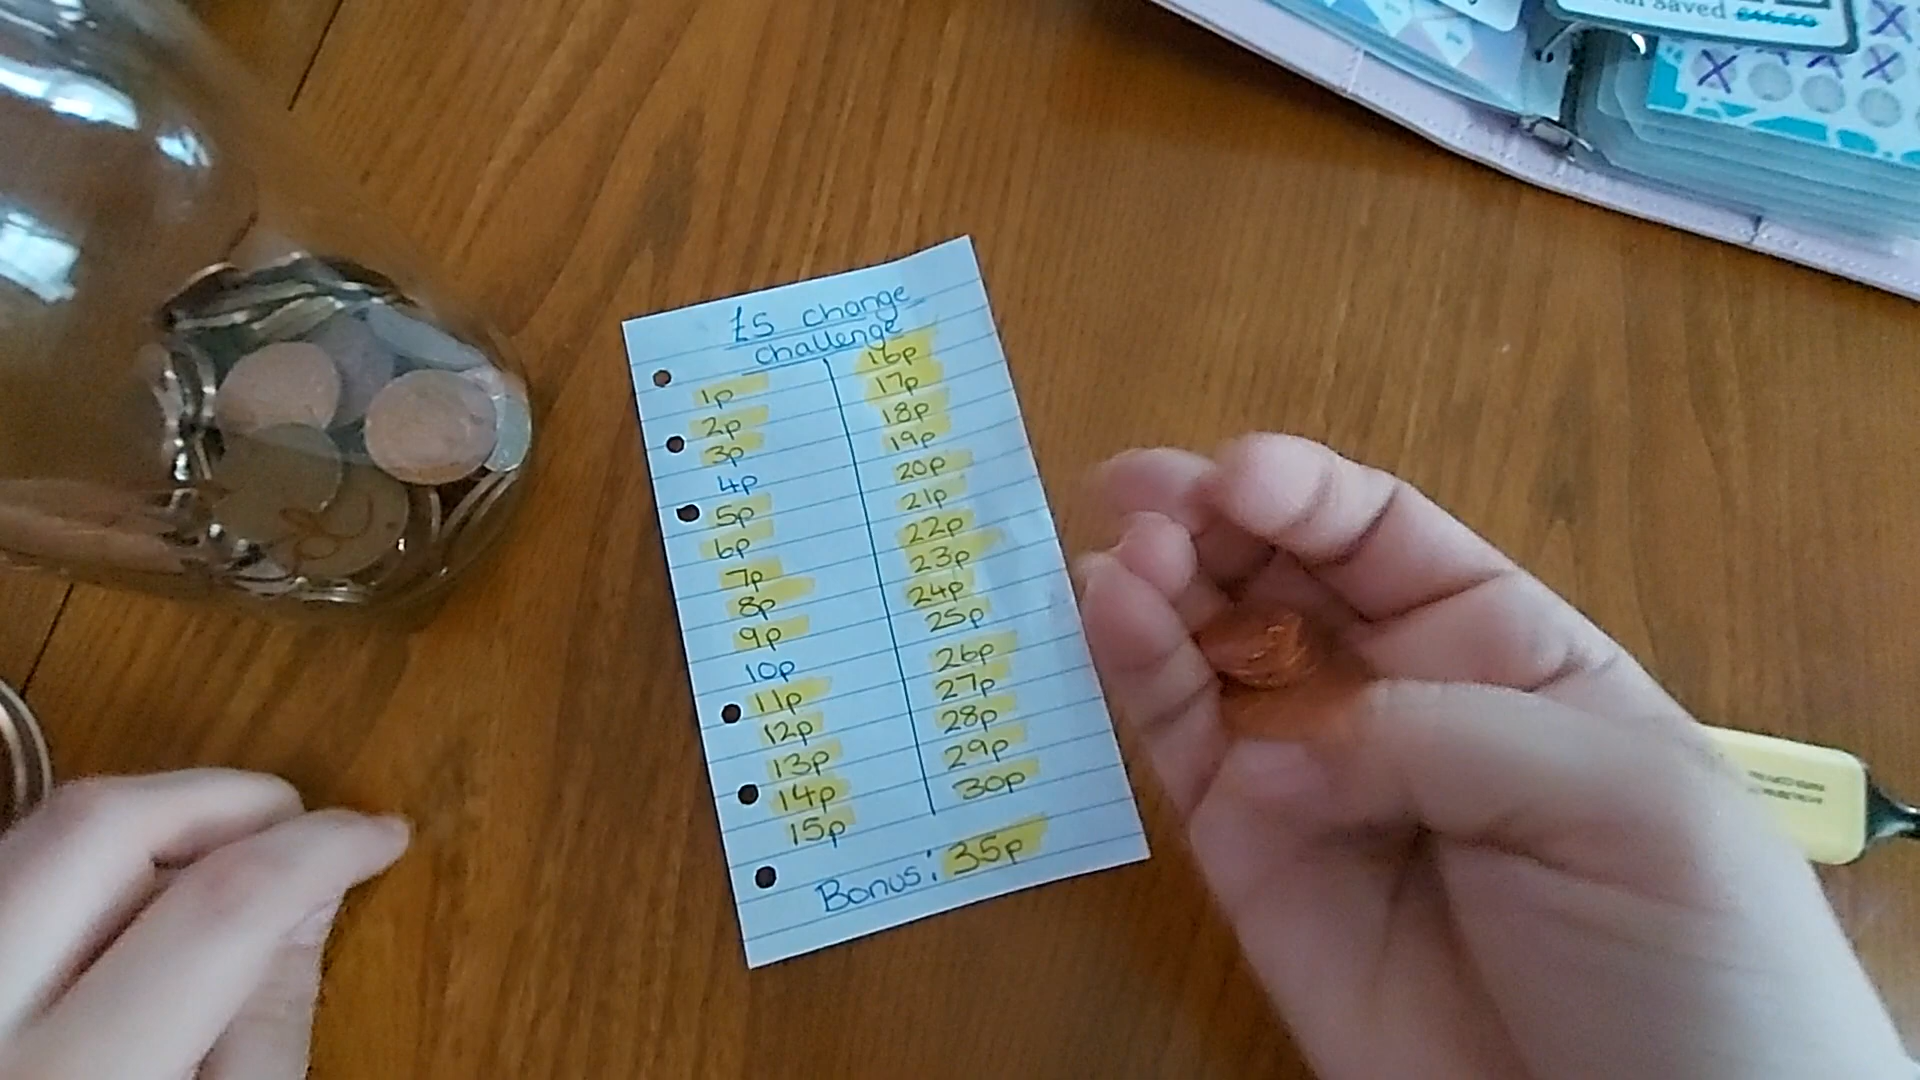 £5 change
challenge
1p
2p
3p
4p
5p
6p
7p
8p
9p
10p
11p
12p
13p
14p
15p
16p
17p
18p
19p
20p
21p
22p
23p
24p
25p
26p
27p
28p
29p
30p
Bonus: 35p
saved